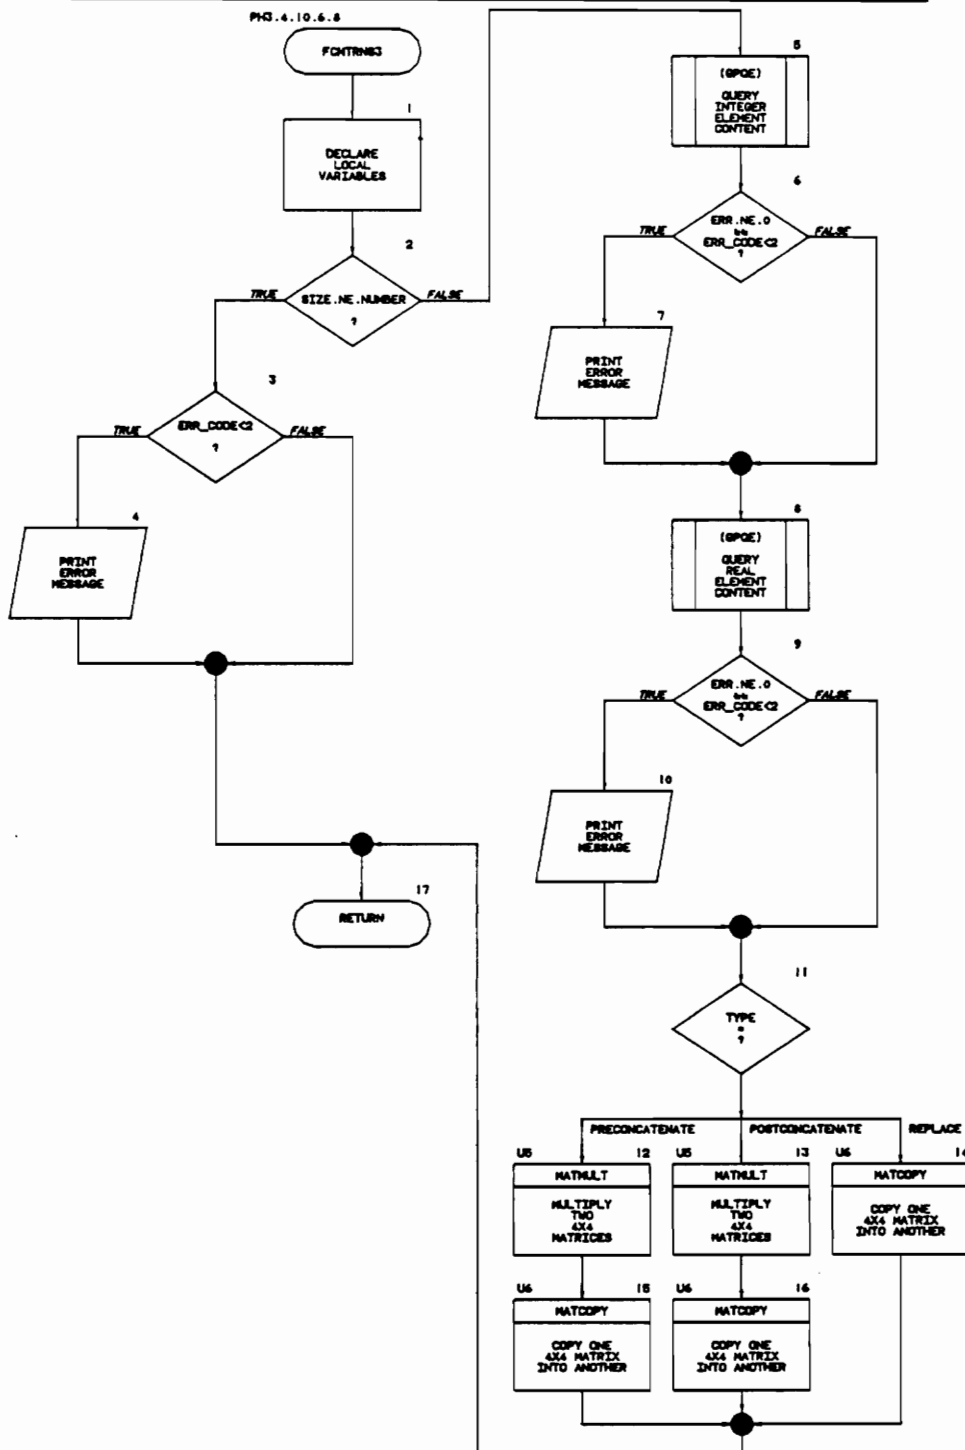 PH3.4.10.6.8
FCNTRNS3
1
DECLARE
LOCAL
VARIABLES
2
TRUE
SIZE.NE.NUMBER
?
FALSE
3
TRUE
ERR_CODE<2
?
FALSE
4
PRINT
ERROR
MESSAGE
17
RETURN
5
(GPQE)
QUERY
INTEGER
ELEMENT
CONTENT
6
TRUE
ERR.NE.0
&&
ERR_CODE<2
?
FALSE
7
PRINT
ERROR
MESSAGE
8
(GPQE)
QUERY
REAL
ELEMENT
CONTENT
9
TRUE
ERR.NE.0
&&
ERR_CODE<2
?
FALSE
10
PRINT
ERROR
MESSAGE
11
TYPE
=
?
PRECONCATENATE POSTCONCATENATE REPLACE
U5 12
MATMULT
MULTIPLY
TWO
4X4
MATRICES
U5 13
MATMULT
MULTIPLY
TWO
4X4
MATRICES
U6 14
MATCOPY
COPY ONE
4X4 MATRIX
INTO ANOTHER
U6 15
MATCOPY
COPY ONE
4X4 MATRIX
INTO ANOTHER
U6 16
MATCOPY
COPY ONE
4X4 MATRIX
INTO ANOTHER